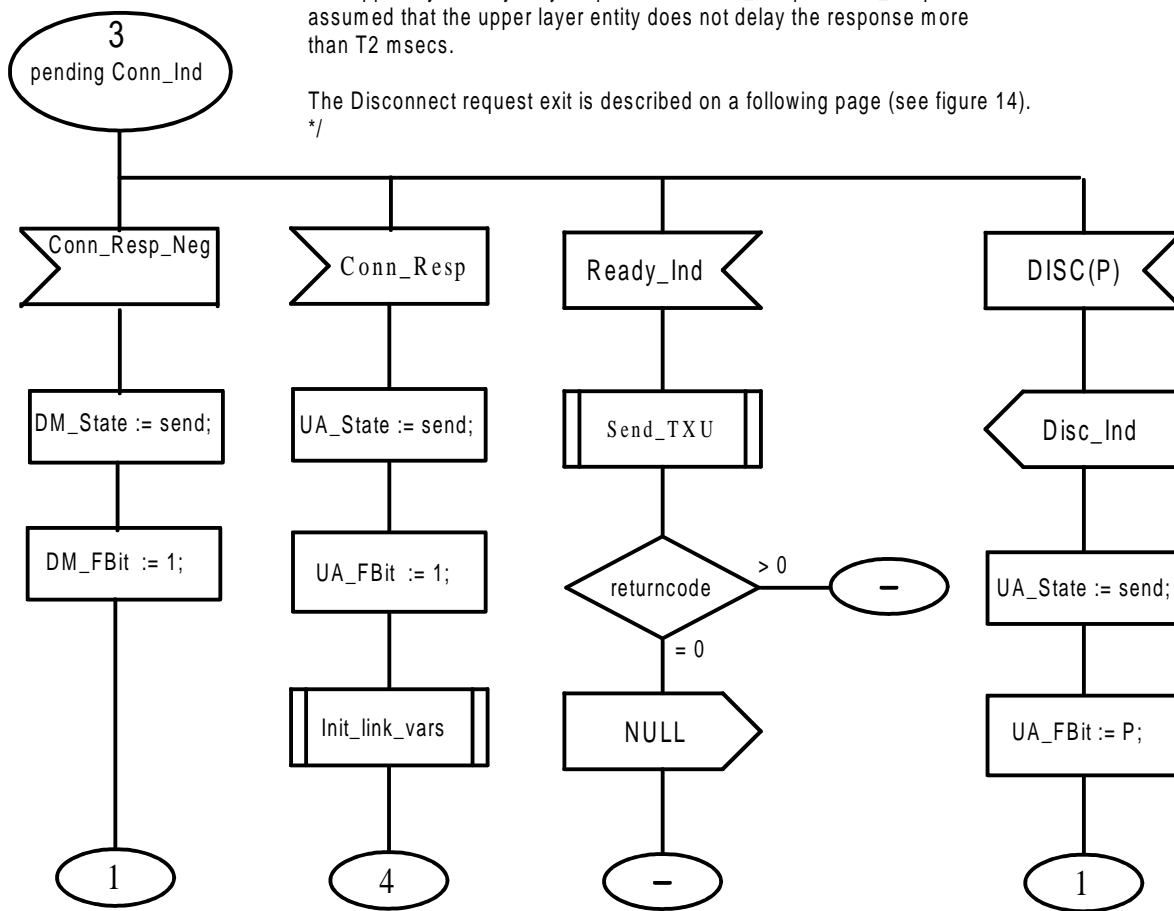 assumed that the upper layer entity does not delay the response more
than T2 msecs.
The Disconnect request exit is described on a following page (see figure 14).
*/
3
pending Conn_Ind
Conn_Resp_Neg
Conn_Resp
Ready_Ind
DISC(P)
DM_State := send;
UA_State := send;
Send_TXU
Disc_Ind
DM_FBit := 1;
UA_FBit := 1;
returncode
> 0
–
UA_State := send;
= 0
Init_link_vars
NULL
UA_FBit := P;
1
4
–
1